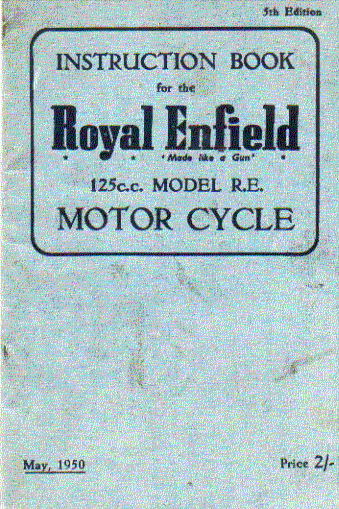 5th Edition
INSTRUCTION BOOK
for the
Royal Enfield
'Made like a Gun'
125c.c. MODEL R.E.
MOTOR CYCLE
May, 1950
Price 2/-